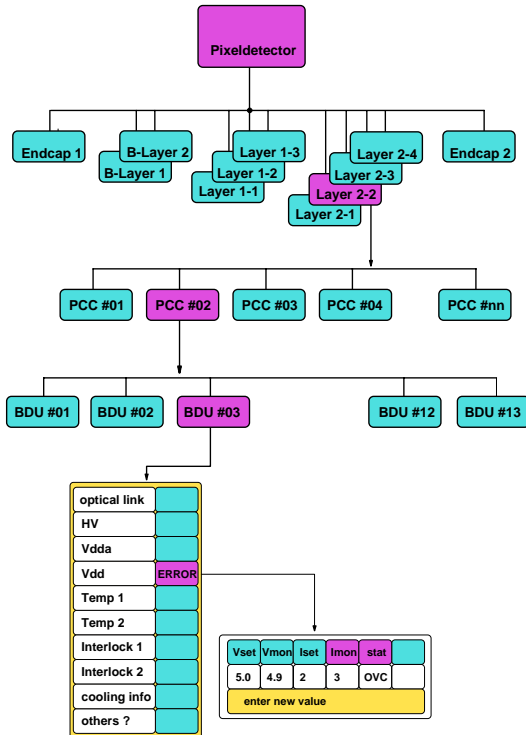 Pixeldetector
Endcap 1
B-Layer 2
B-Layer 1
Layer 1-3
Layer 1-2
Layer 1-1
Layer 2-4
Layer 2-3
Layer 2-2
Layer 2-1
Endcap 2
PCC #01 PCC #02 PCC #03 PCC #04 PCC #nn
BDU #01 BDU #02 BDU #03 BDU #12 BDU #13
optical link
HV
Vdda
Vdd ERROR
Temp 1
Temp 2
Interlock 1
Interlock 2
cooling info
others ?
Vset Vmon Iset Imon stat
5.0 4.9 2 3 OVC
enter new value